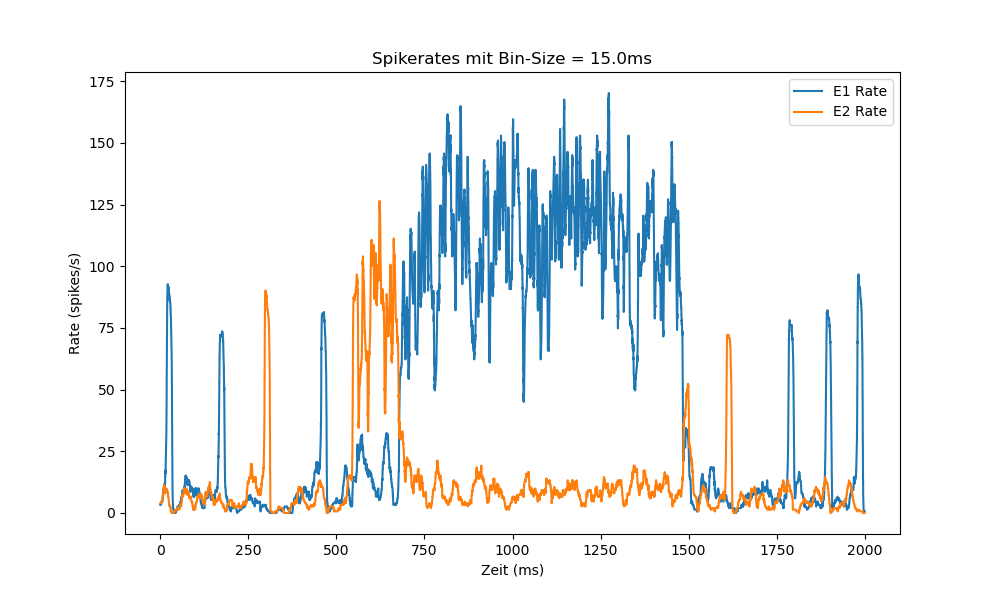 Spikerates mit Bin-Size = 15.0ms
E1 Rate
E2 Rate
175
150
125
100
75
50
25
0
Rate (spikes/s)
0 250 500 750 1000 1250 1500 1750 2000
Zeit (ms)